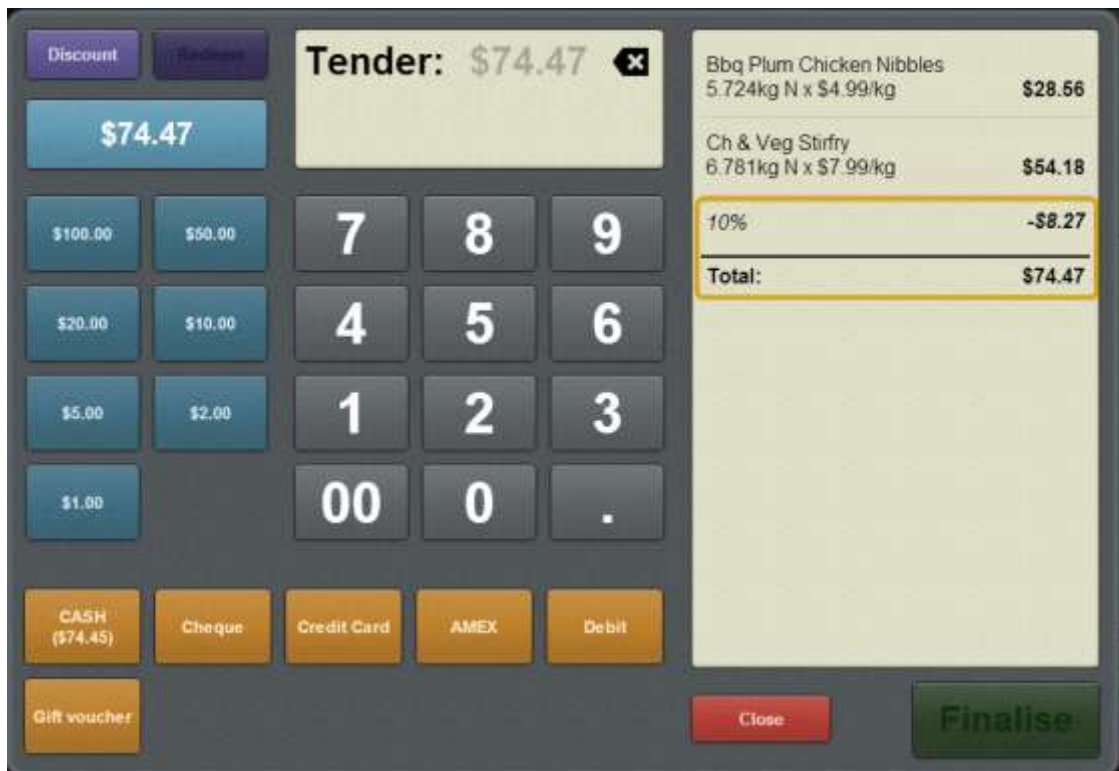 Discount
Tender: $74.47
$74.47
$100.00
$50.00
$20.00
$10.00
$5.00
$2.00
$1.00
7
8
9
4
5
6
1
2
3
00
0
.
CASH
($74.45)
Cheque
Credit Card
AMEX
Debit
Gift voucher
Bbq Plum Chicken Nibbles
5.724kg N x $4.99/kg $28.56
Ch & Veg Stirfry
6.781kg N x $7.99/kg $54.18
10% -$8.27
Total: $74.47
Close
Finalise